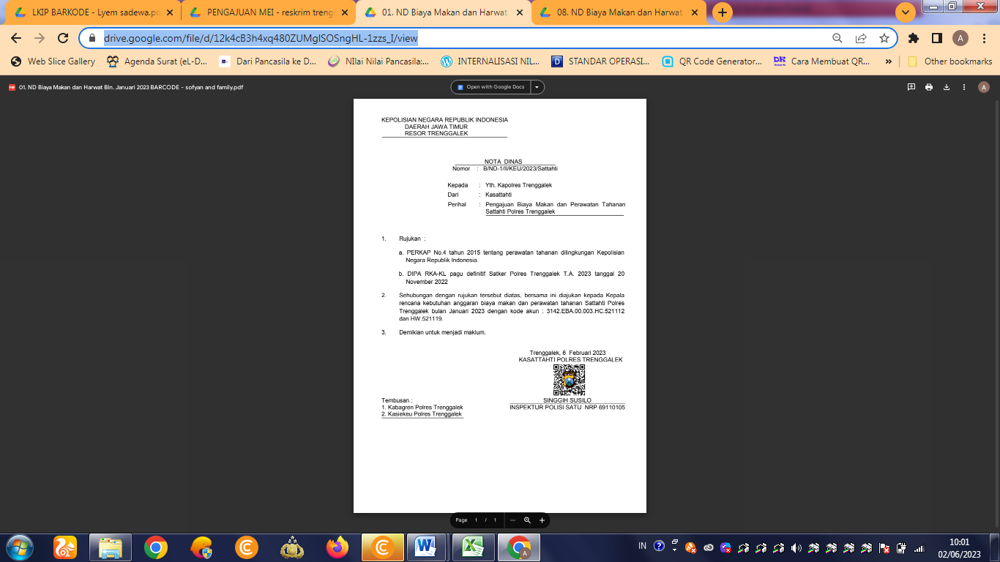 LKIP BARKODE - Lyem sadewa.pd
PENGAJUAN MEI - reskrim treng
01. ND Biaya Makan dan Harwat
08. ND Biaya Makan dan Harwat
drive.google.com/file/d/12k4cB3h4xq480ZUMglSOSngHL-1zzs_I/view
A
Web Slice Gallery
Agenda Surat (eL-D...
Dari Pancasila ke D...
NIlai Nilai Pancasila:...
INTERNALISASI NIL...
STANDAR OPERASI...
QR Code Generator...
Cara Membuat QR...
»
Other bookmarks
01. ND Biaya Makan dan Harwat Bln. Januari 2023 BARCODE - sofyan and family.pdf
Open with Google Docs
A
KEPOLISIAN NEGARA REPUBLIK INDONESIA
DAERAH JAWA TIMUR
RESOR TRENGGALEK
NOTA DINAS
Nomor : B/ND-1/II/KEU/2023/Sattahti
Kepada : Yth. Kapolres Trenggalek
Dari : Kasattahti
Perihal : Pengajuan Biaya Makan dan Perawatan Tahanan
Sattahti Polres Trenggalek
1. Rujukan :
a. PERKAP No.4 tahun 2015 tentang perawatan tahanan dilingkungan Kepolisian
Negara Republik Indonesia.
b. DIPA RKA-KL pagu definitif Satker Polres Trenggalek T.A. 2023 tanggal 20
November 2022
2. Sehubungan dengan rujukan tersebut diatas, bersama ini diajukan kepada Kepala
rencana kebutuhan anggaran biaya makan dan perawatan tahanan Sattahti Polres
Trenggalek bulan Januari 2023 dengan kode akun : 3142.EBA.00.003.HC.521112
dan HW.521119.
3. Demikian untuk menjadi maklum.
Trenggalek, 6 Februari 2023
KASATTAHTI POLRES TRENGGALEK
SINGGIH SUSILO
INSPEKTUR POLISI SATU NRP 69110105
Tembusan :
1. Kabagren Polres Trenggalek
2. Kasiekeu Polres Trenggalek
Page 1 / 1
IN
10:01
02/06/2023